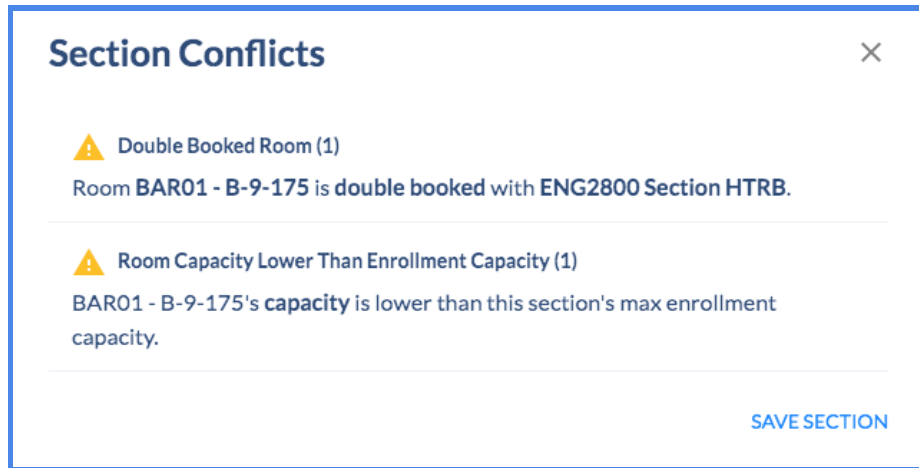 Section Conflicts
Double Booked Room (1)
Room BAR01 - B-9-175 is double booked with ENG2800 Section HTRB.
Room Capacity Lower Than Enrollment Capacity (1)
BAR01 - B-9-175's capacity is lower than this section's max enrollment
capacity.
SAVE SECTION